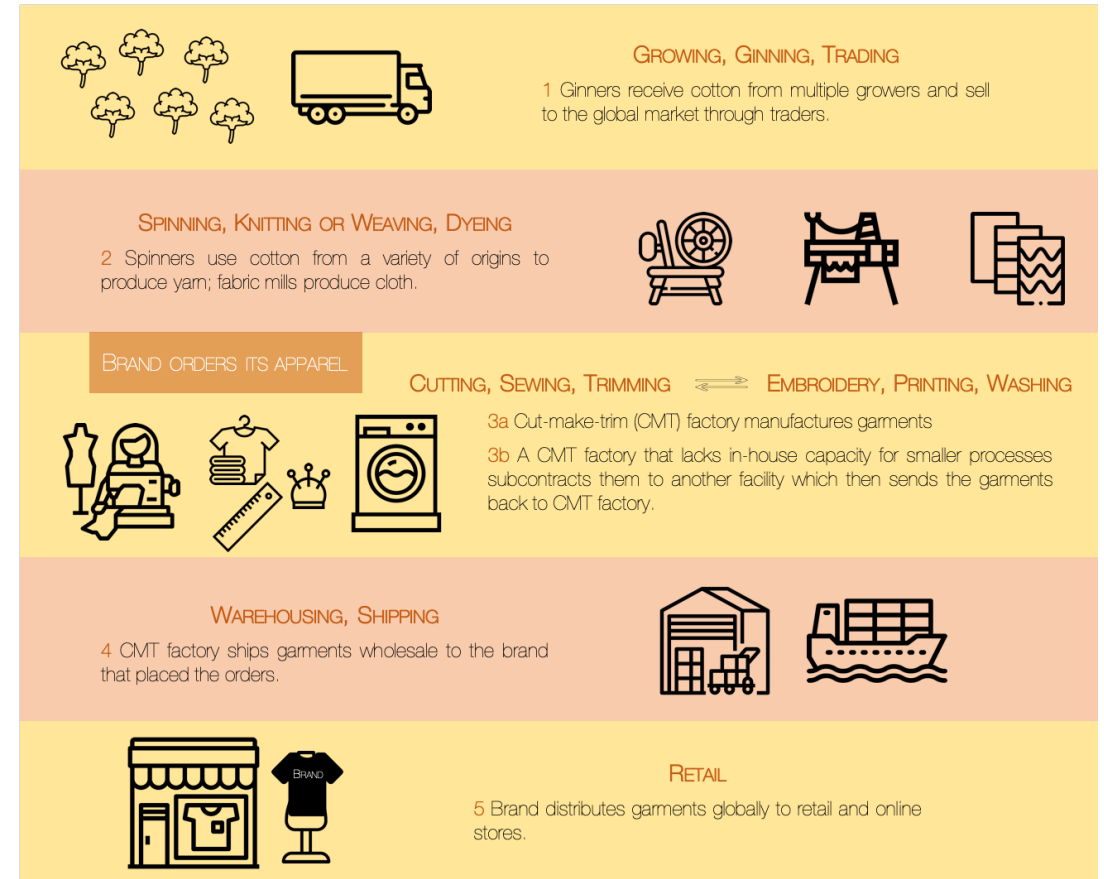 GROWING, GINNING, TRADING
1 Ginners receive cotton from multiple growers and sell
to the global market through traders.
SPINNING, KNITTING OR WEAVING, DYEING
2 Spinners use cotton from a variety of origins to
produce yarn; fabric mills produce cloth.
BRAND ORDERS ITS APPAREL
CUTTING, SEWING, TRIMMING EMBROIDERY, PRINTING, WASHING
3a Cut-make-trim (CMT) factory manufactures garments
3b A CMT factory that lacks in-house capacity for smaller processes
subcontracts them to another facility which then sends the garments
back to CMT factory.
WAREHOUSING, SHIPPING
4 CMT factory ships garments wholesale to the brand
that placed the orders.
BRAND
RETAIL
5 Brand distributes garments globally to retail and online
stores.